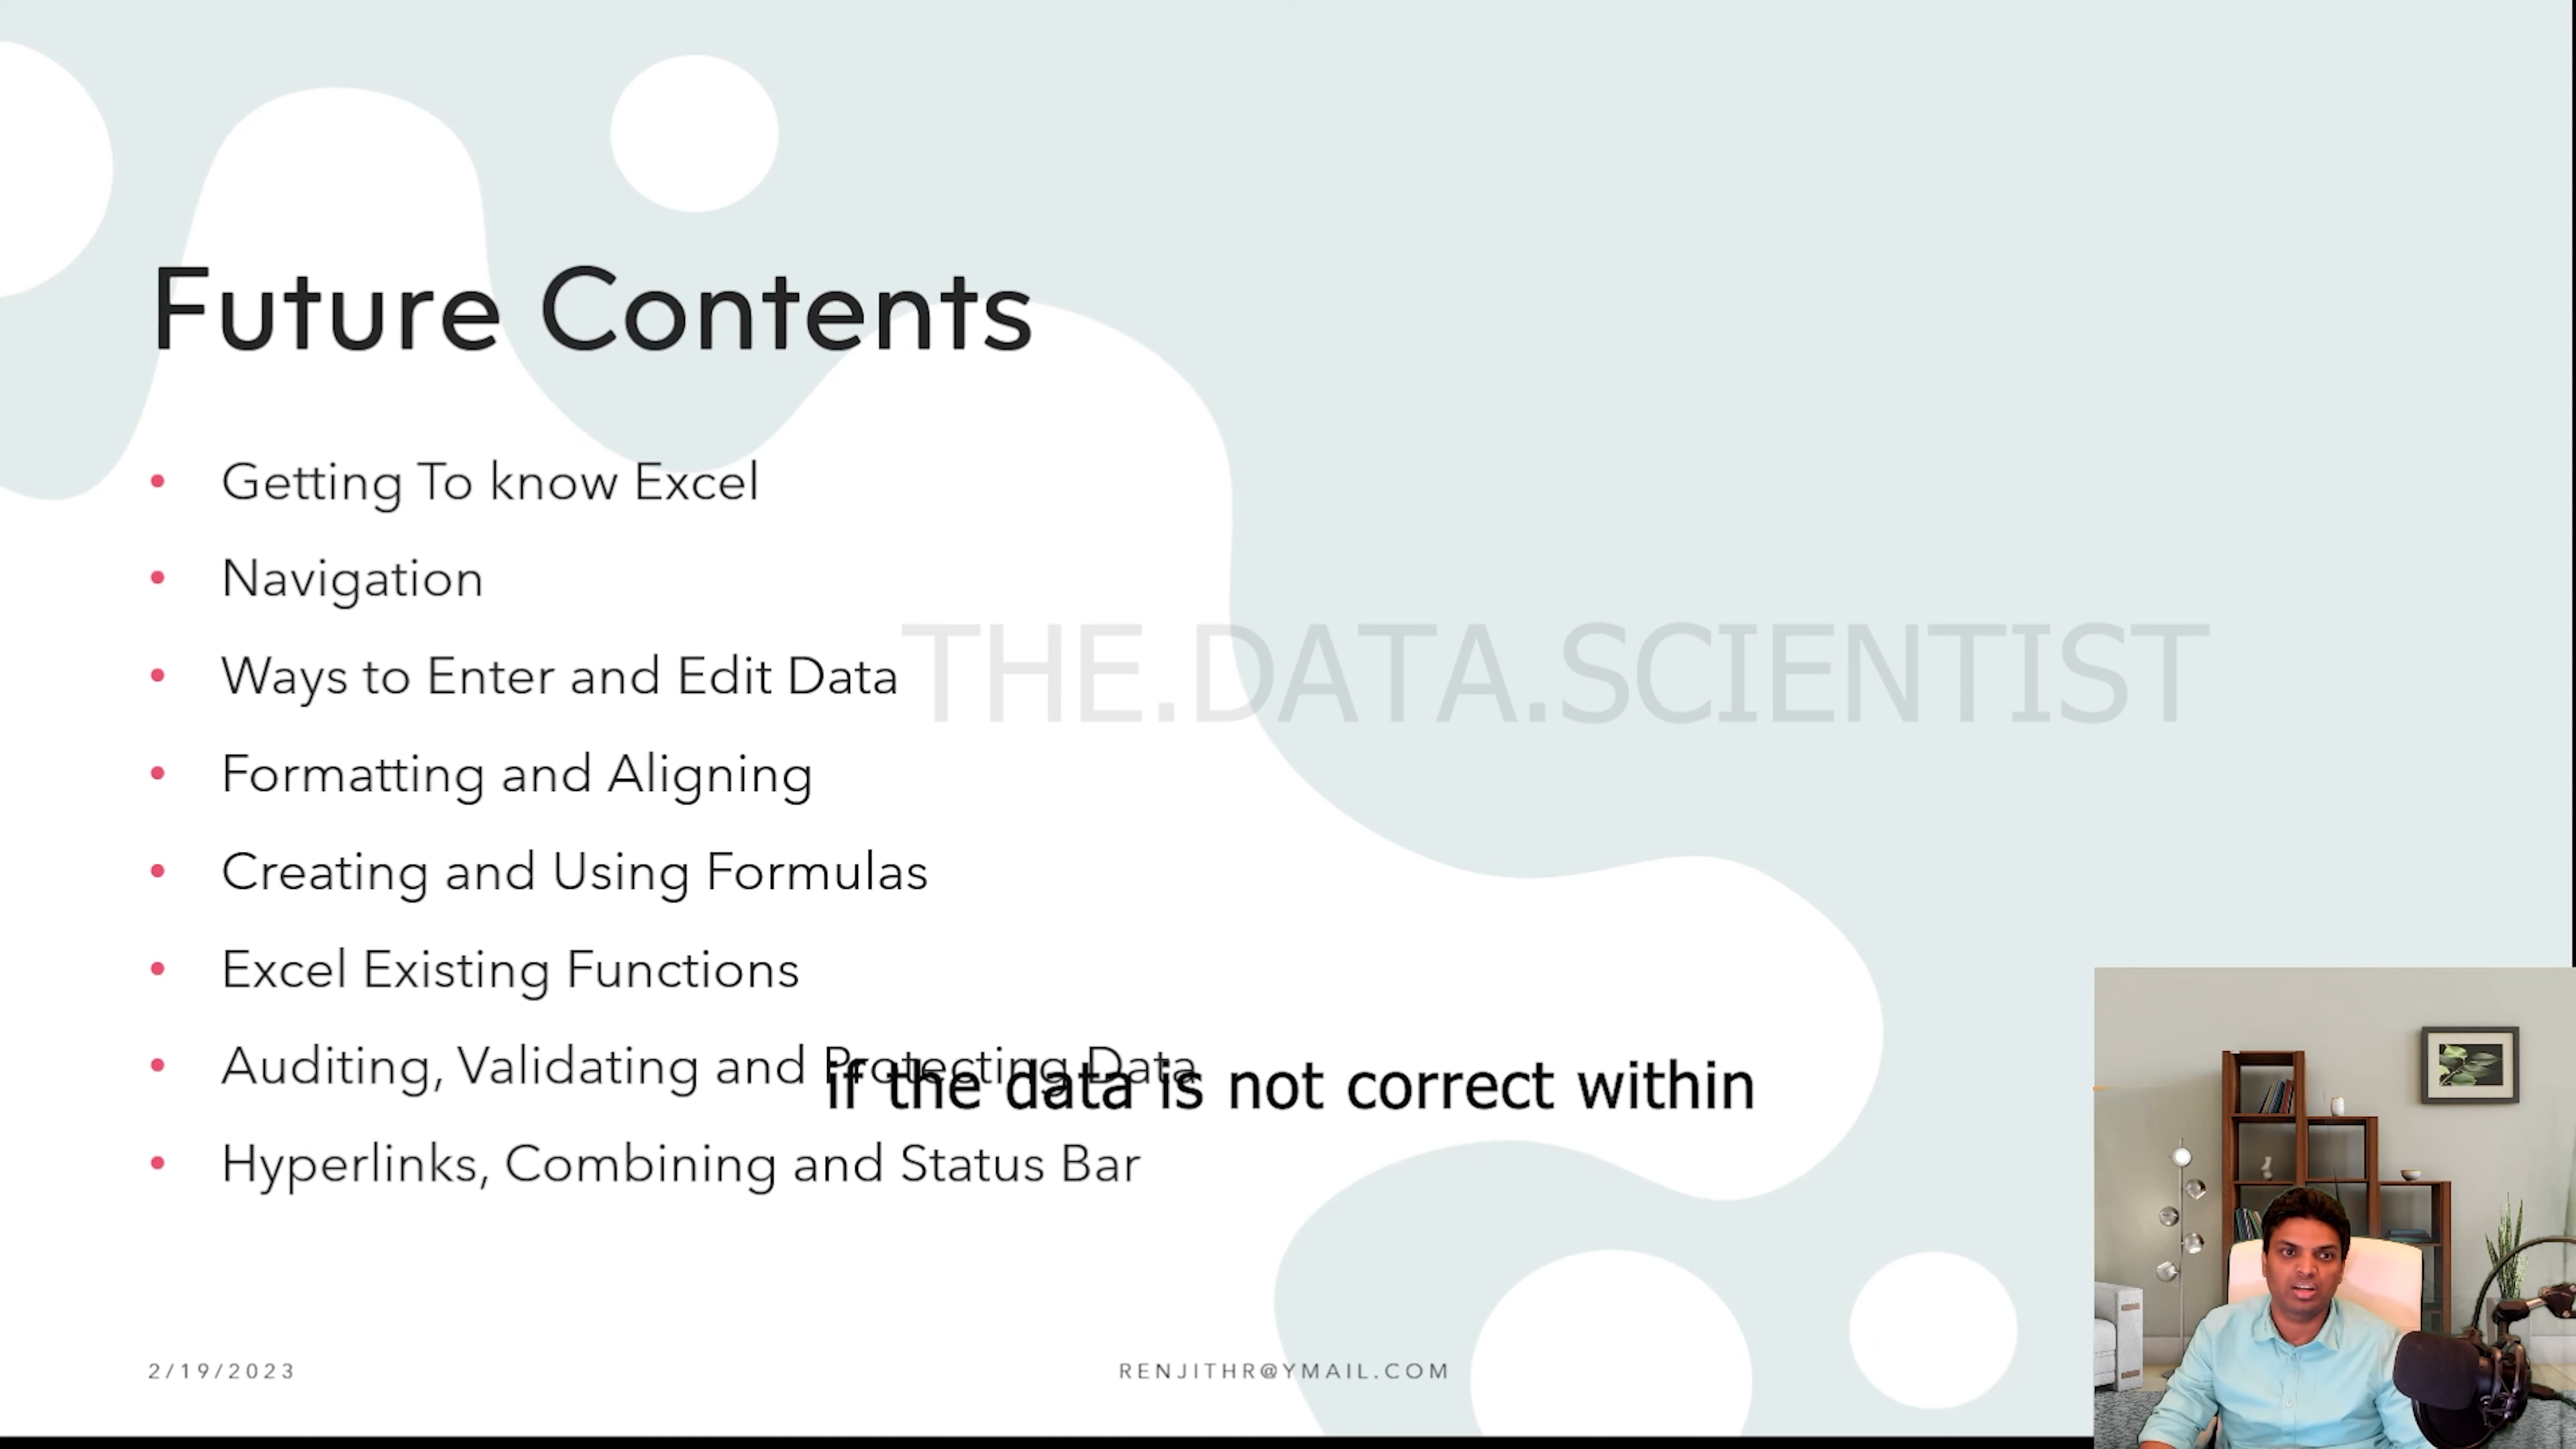 Future Contents
• Getting To know Excel
• Navigation
• Ways to Enter and Edit Data
THE.DATA.SCIENTIST
• Formatting and Aligning
• Creating and Using Formulas
• Excel Existing Functions
• Auditing, Validating and Protecting Data
if the data is not correct within
• Hyperlinks, Combining and Status Bar
2/19/2023
RENJITHR@YMAIL.COM